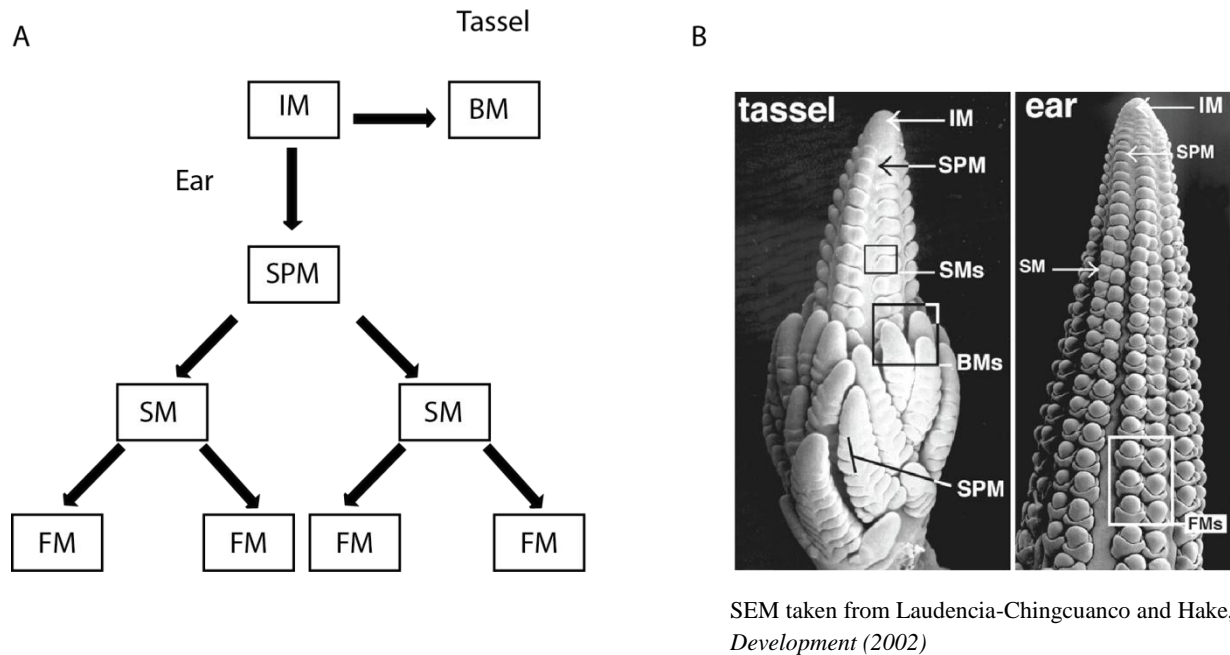 A
Tassel
IM
BM
Ear
SPM
SM
SM
FM
FM
FM
FM
B
tassel
IM
SPM
SMs
BMs
SPM
ear
IM
SPM
SM
FMs
SEM taken from Laudencia-Chingcuanco and Hake,
Development (2002)